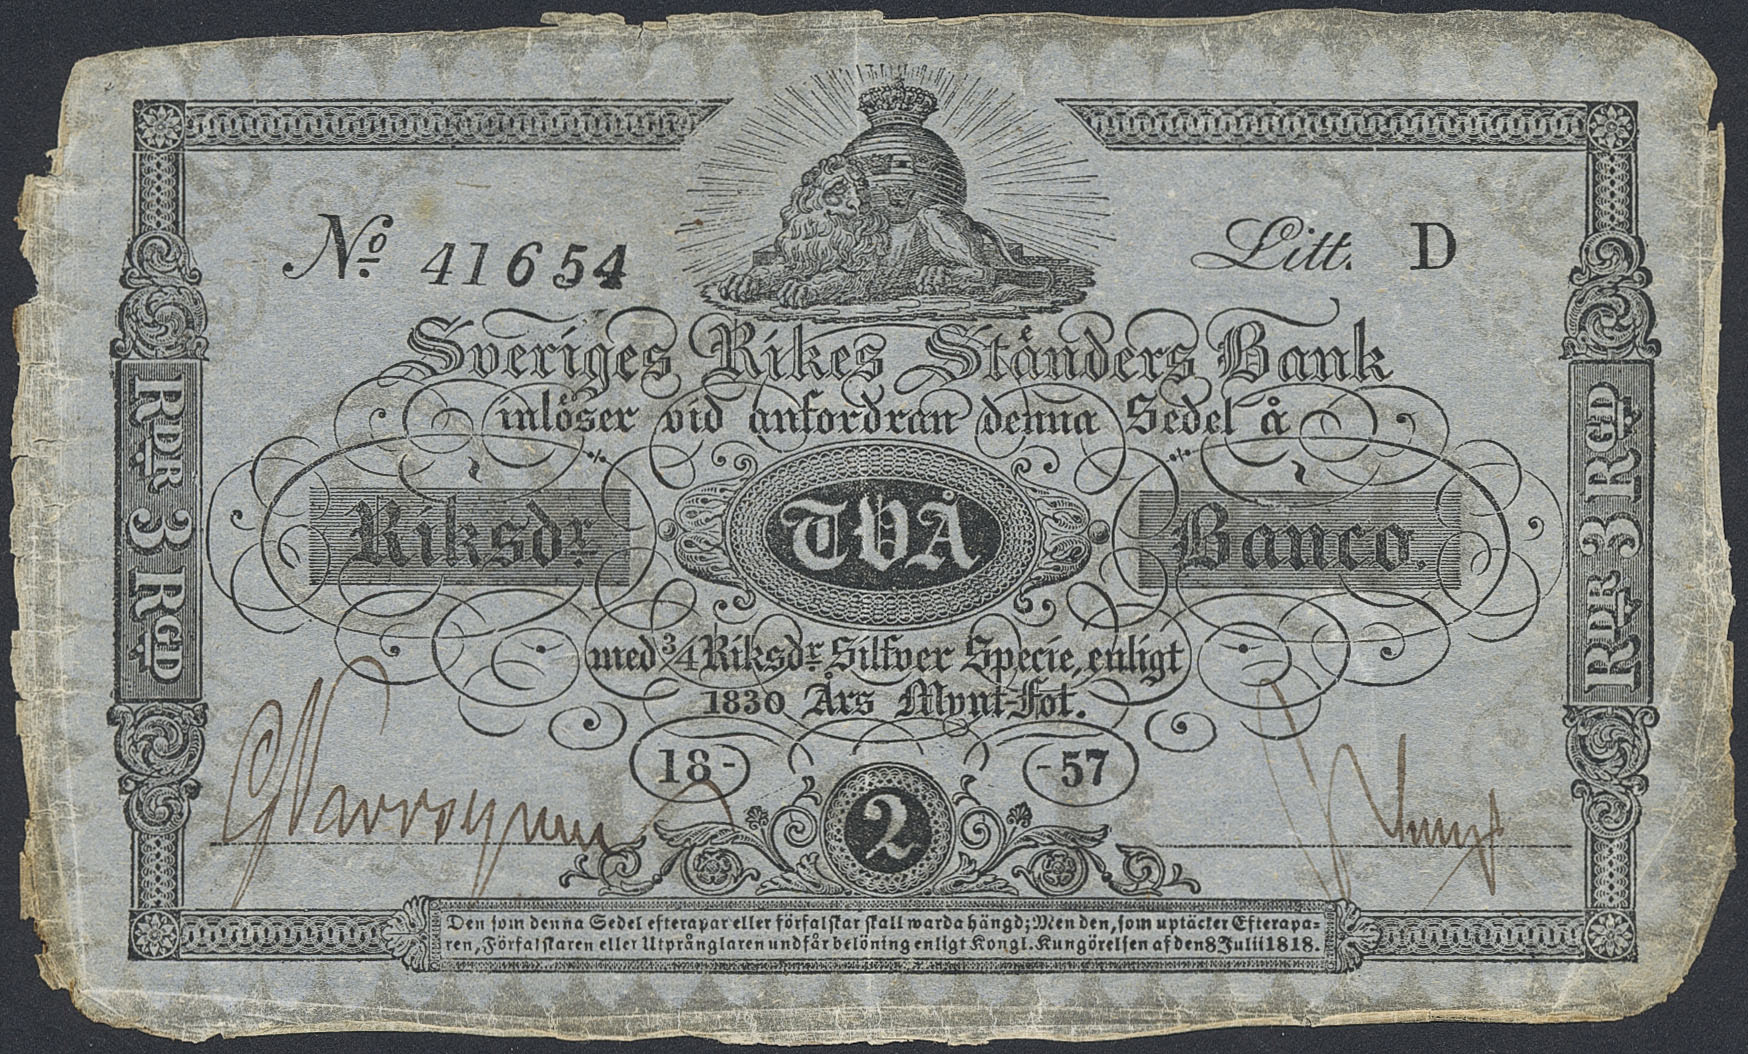 No. 41654
Litt. D
Sveriges Rikes Ständers Bank
inlöser vid anfordran denna Sedel å
Riksdr. TVÅ Banco.
med 3/4 Riksdr. Silfver Specie, enligt
1830 Års Mynt-Fot.
18- -57
2
Den som denna Sedel efterapar eller förfalskar skall warda hängd; Men den, som uptäcker Efterapa-
ren, Förfalskaren eller Utprånglaren undfår belöning enligt Kongl. Kungörelsen af den 8 Julii 1818.
RDR 3 RGD
RDR 3 RGD